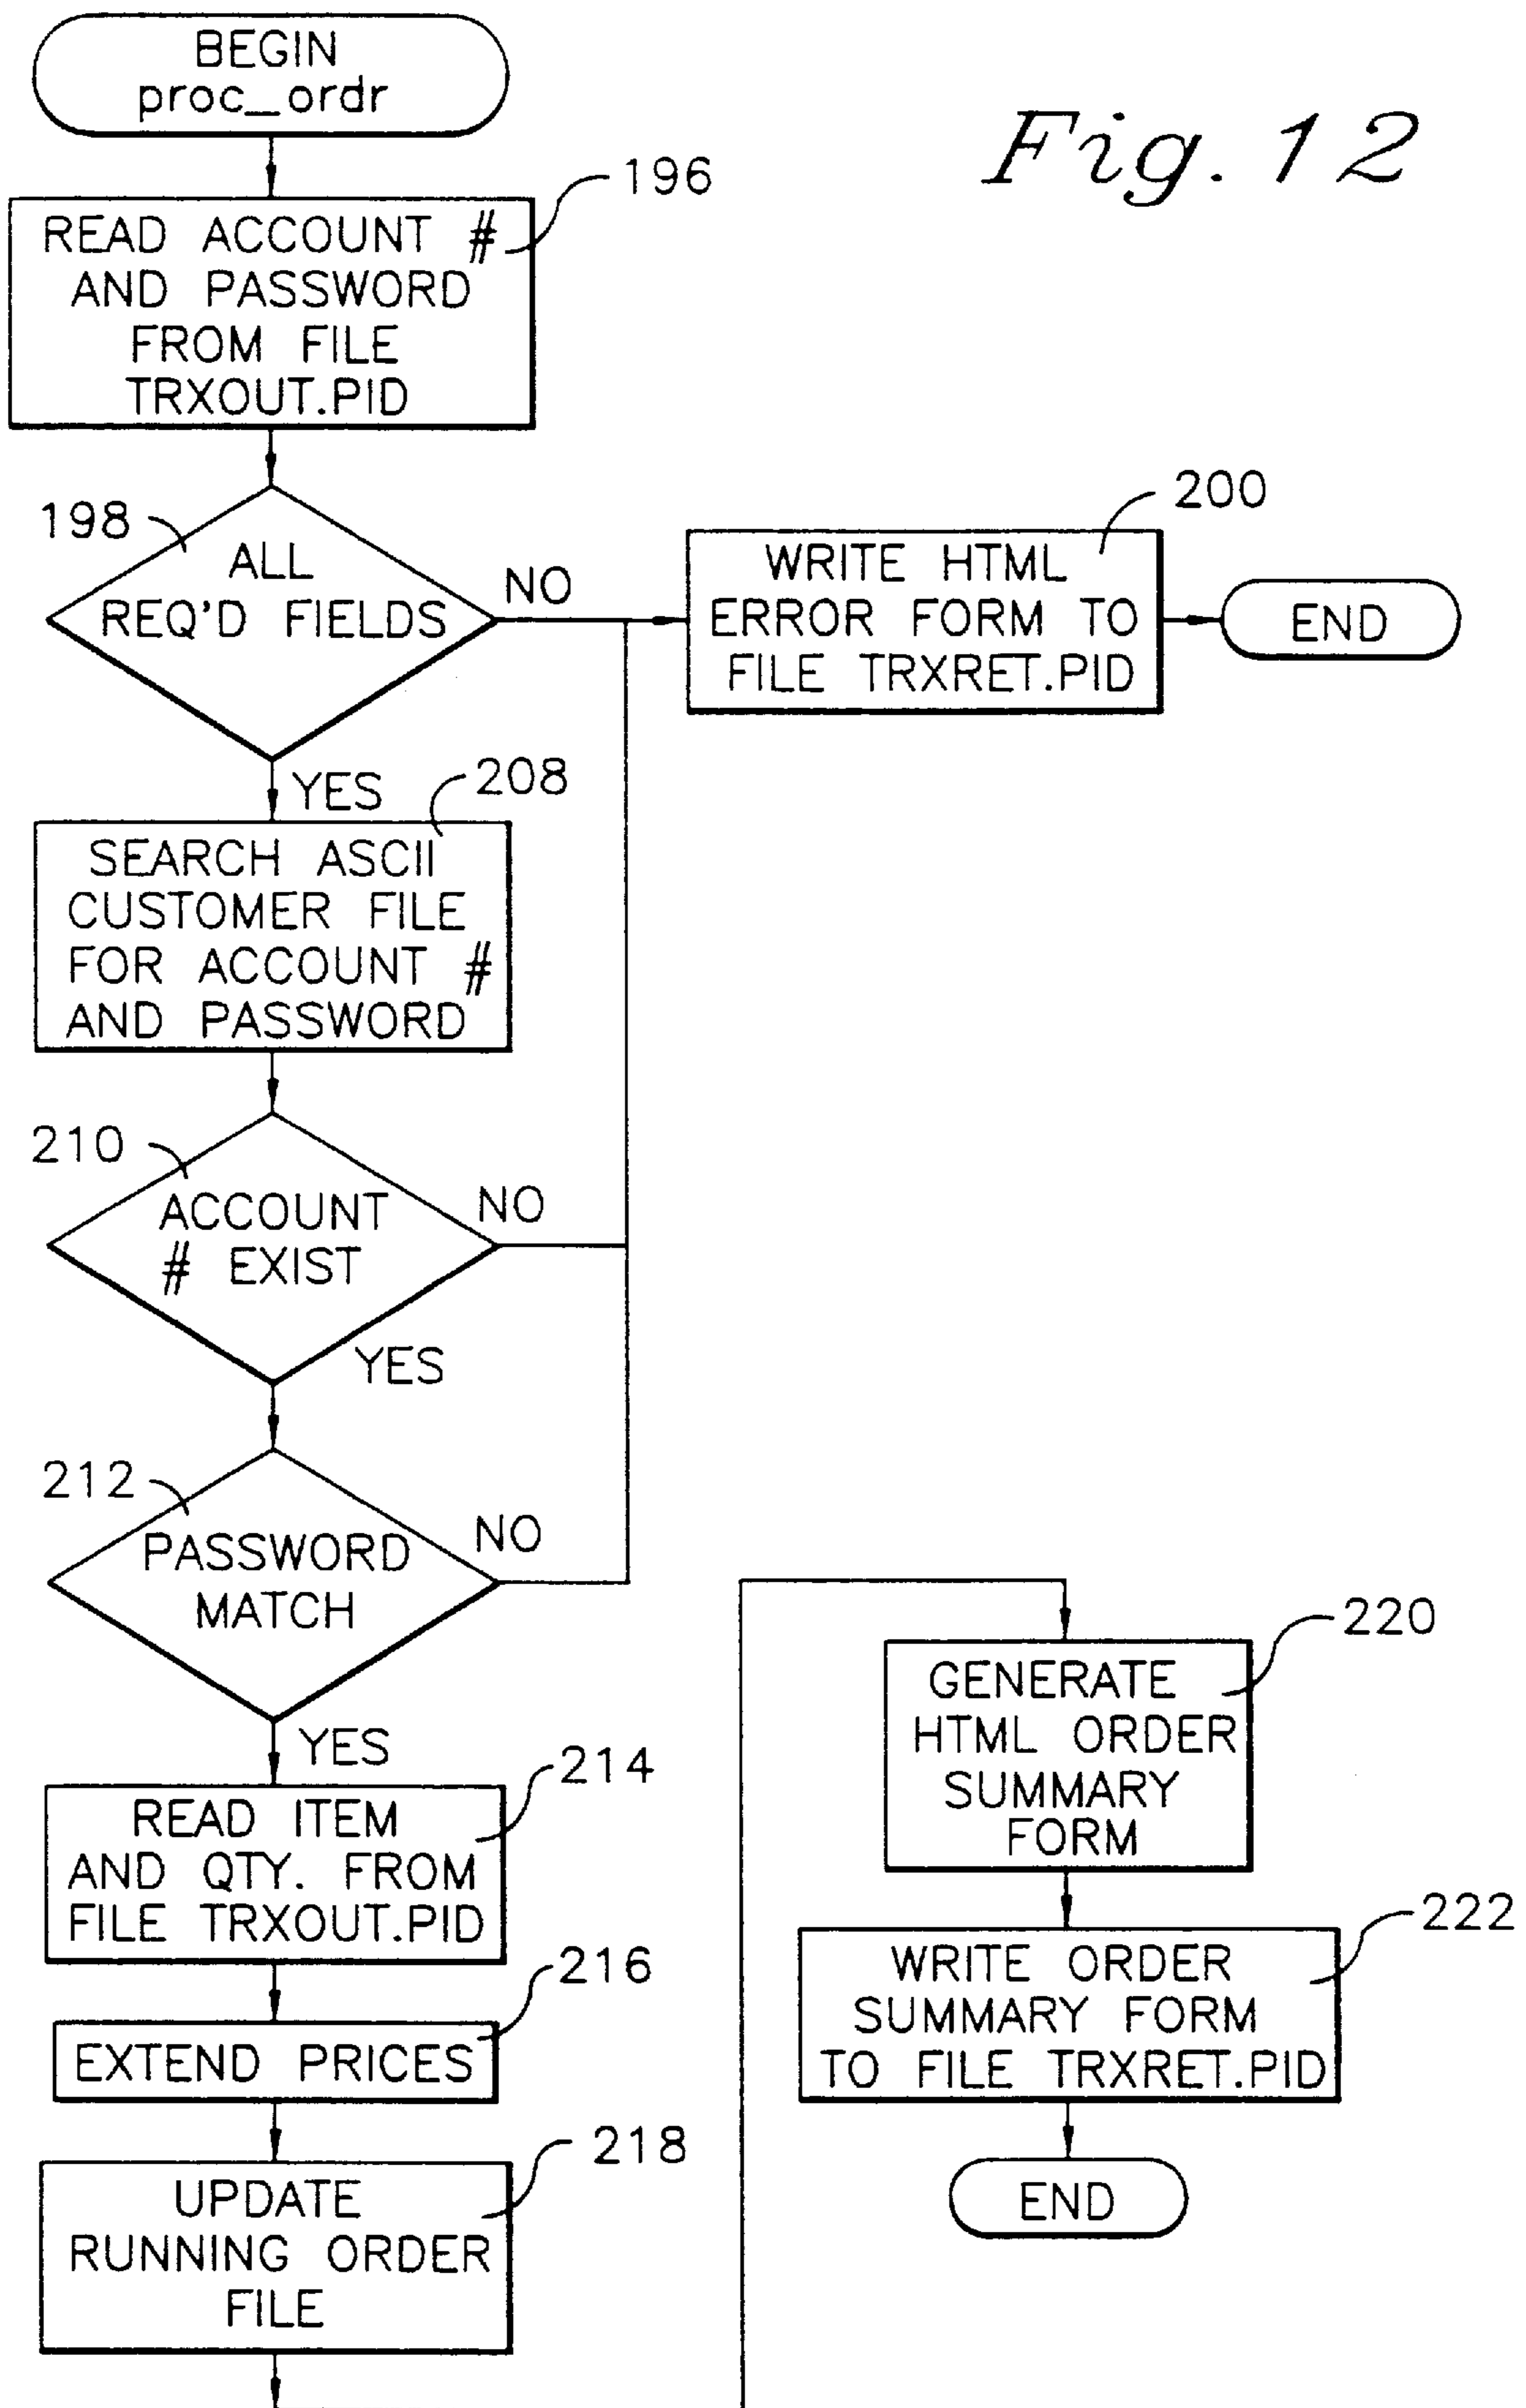 BEGIN
proc_ordr
Fig. 12
196
READ ACCOUNT #
AND PASSWORD
FROM FILE
TRXOUT.PID
198
ALL
REQ'D FIELDS
NO
200
WRITE HTML
ERROR FORM TO
FILE TRXRET.PID
END
YES
208
SEARCH ASCII
CUSTOMER FILE
FOR ACCOUNT #
AND PASSWORD
210
ACCOUNT
# EXIST
NO
YES
212
PASSWORD
MATCH
NO
YES
214
READ ITEM
AND QTY. FROM
FILE TRXOUT.PID
216
EXTEND PRICES
218
UPDATE
RUNNING ORDER
FILE
220
GENERATE
HTML ORDER
SUMMARY
FORM
222
WRITE ORDER
SUMMARY FORM
TO FILE TRXRET.PID
END